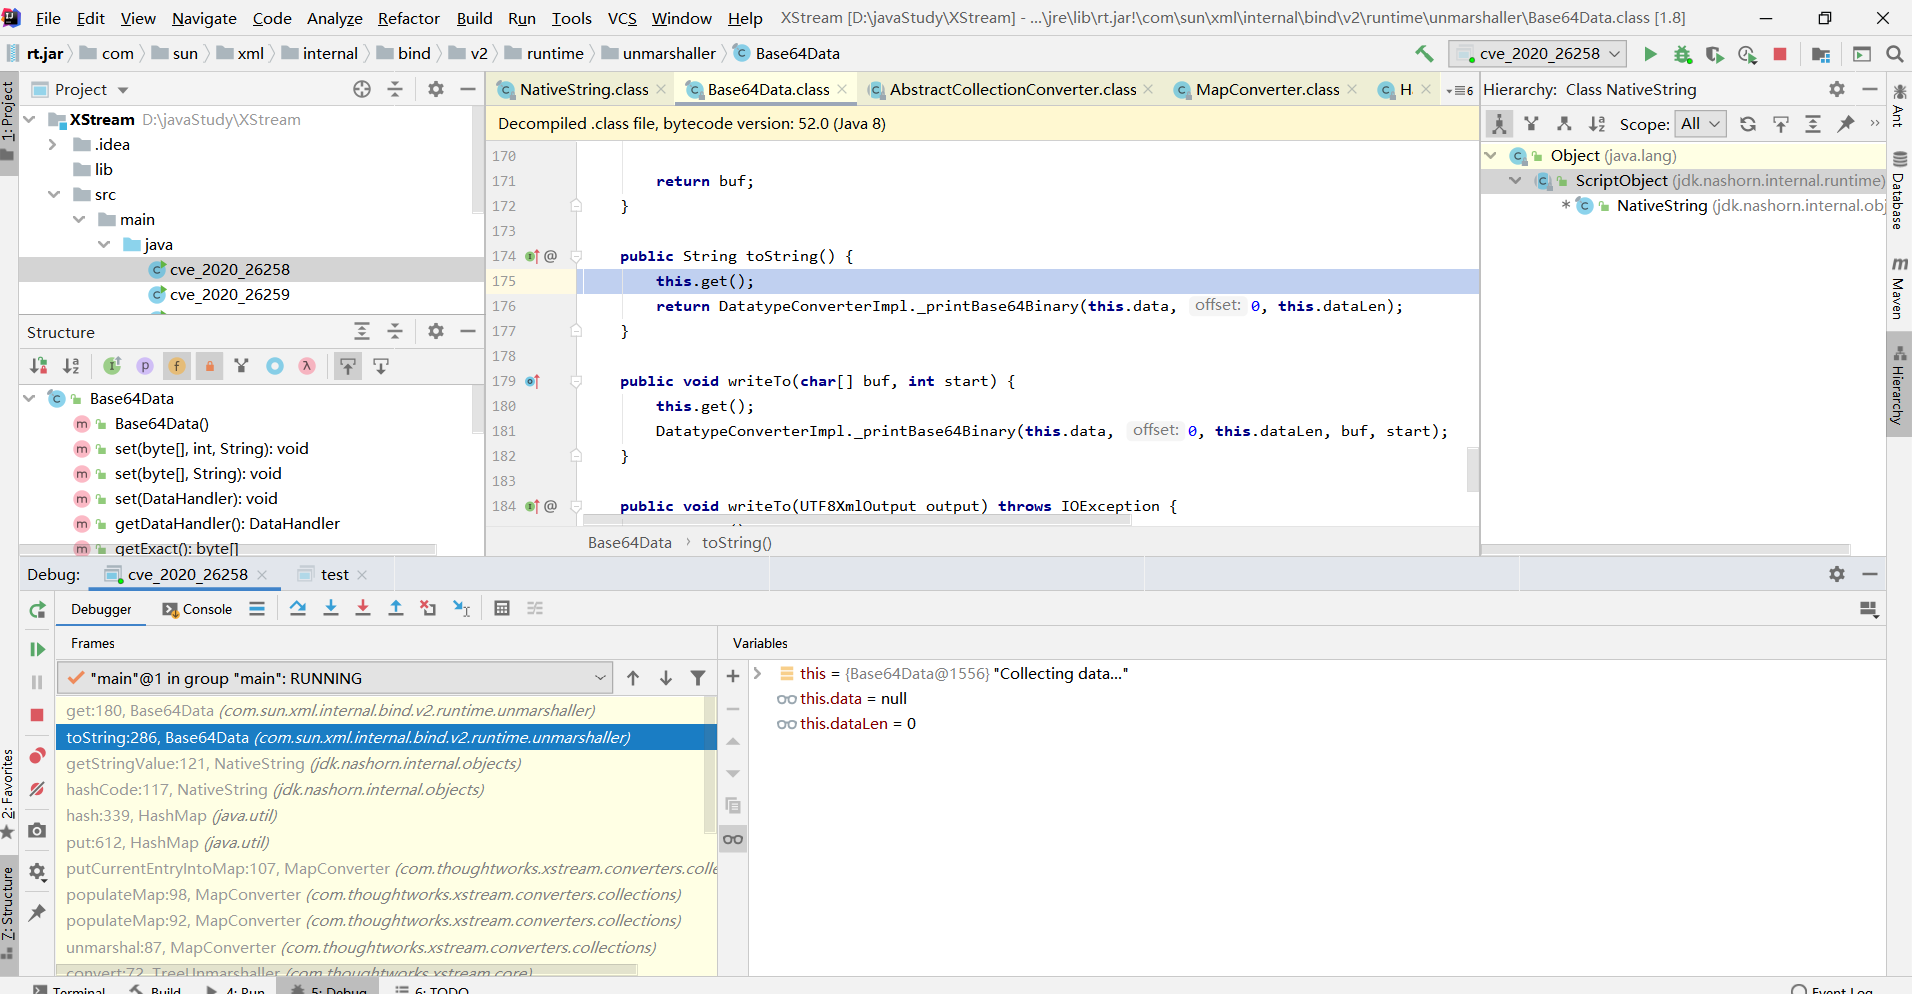 File Edit View Navigate Code Analyze Refactor Build Run Tools VCS Window Help XStream [D:\javaStudy\XStream] - ...\jre\lib\rt.jar!\com\sun\xml\internal\bind\v2\runtime\unmarshaller\Base64Data.class [1.8]
rt.jar com sun xml internal bind v2 runtime unmarshaller Base64Data cve_2020_26258
1: Project
Project
XStream D:\javaStudy\XStream
.idea
lib
src
main
java
cve_2020_26258
cve_2020_26259
Structure
Base64Data
Base64Data()
set(byte[], int, String): void
set(byte[], String): void
set(DataHandler): void
getDataHandler(): DataHandler
getExact(): byte[]
NativeString.class Base64Data.class AbstractCollectionConverter.class MapConverter.class H 6
Decompiled .class file, bytecode version: 52.0 (Java 8)
170
171 return buf;
172 }
173
174 @ public String toString() {
175 this.get();
176 return DatatypeConverterImpl._printBase64Binary(this.data, offset: 0, this.dataLen);
177 }
178
179 public void writeTo(char[] buf, int start) {
180 this.get();
181 DatatypeConverterImpl._printBase64Binary(this.data, offset: 0, this.dataLen, buf, start);
182 }
183
184 @ public void writeTo(UTF8XmlOutput output) throws IOException {
Base64Data › toString()
Hierarchy: Class NativeString
Scope: All
Object (java.lang)
ScriptObject (jdk.nashorn.internal.runtime)
* NativeString (jdk.nashorn.internal.obj
Ant
Database
Maven
Hierarchy
Debug: cve_2020_26258 test
Debugger Console
Frames
"main"@1 in group "main": RUNNING
get:180, Base64Data (com.sun.xml.internal.bind.v2.runtime.unmarshaller)
toString:286, Base64Data (com.sun.xml.internal.bind.v2.runtime.unmarshaller)
getStringValue:121, NativeString (jdk.nashorn.internal.objects)
hashCode:117, NativeString (jdk.nashorn.internal.objects)
hash:339, HashMap (java.util)
put:612, HashMap (java.util)
putCurrentEntryIntoMap:107, MapConverter (com.thoughtworks.xstream.converters.colle
populateMap:98, MapConverter (com.thoughtworks.xstream.converters.collections)
populateMap:92, MapConverter (com.thoughtworks.xstream.converters.collections)
unmarshal:87, MapConverter (com.thoughtworks.xstream.converters.collections)
convert:72, TreeUnmarshaller (com.thoughtworks.xstream.core)
Variables
this = {Base64Data@1556} "Collecting data..."
this.data = null
this.dataLen = 0
2: Favorites
Z: Structure
Terminal Build 4: Run 5: Debug 6: TODO Event Log